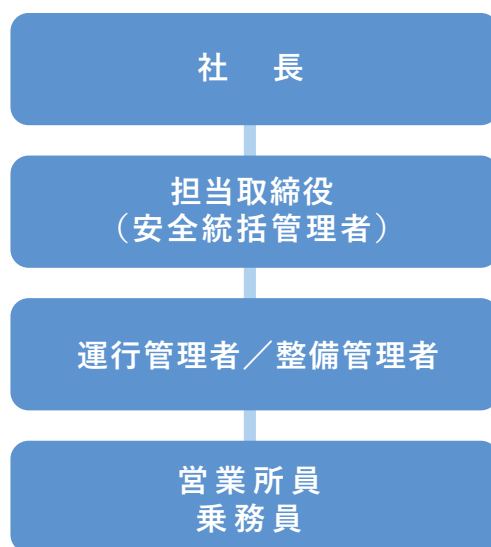 社　長
担当取締役
（安全統括管理者）
運行管理者／整備管理者
営業所員
乗務員